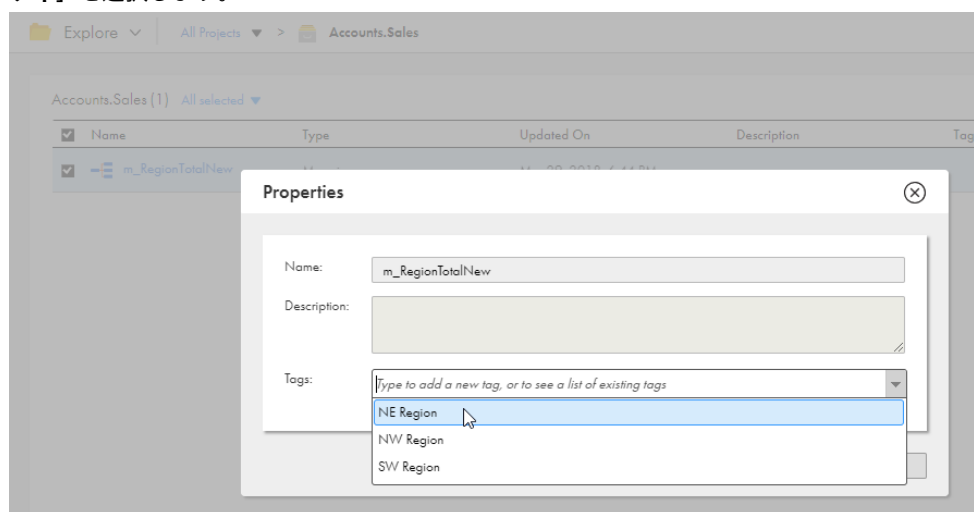 Explore All Projects > Accounts.Sales
Accounts.Sales (1) All selected
Name Type Updated On Description Tag
m_RegionTotalNew
Properties
Name: m_RegionTotalNew
Description:
Tags: Type to add a new tag, or to see a list of existing tags
NE Region
NW Region
SW Region